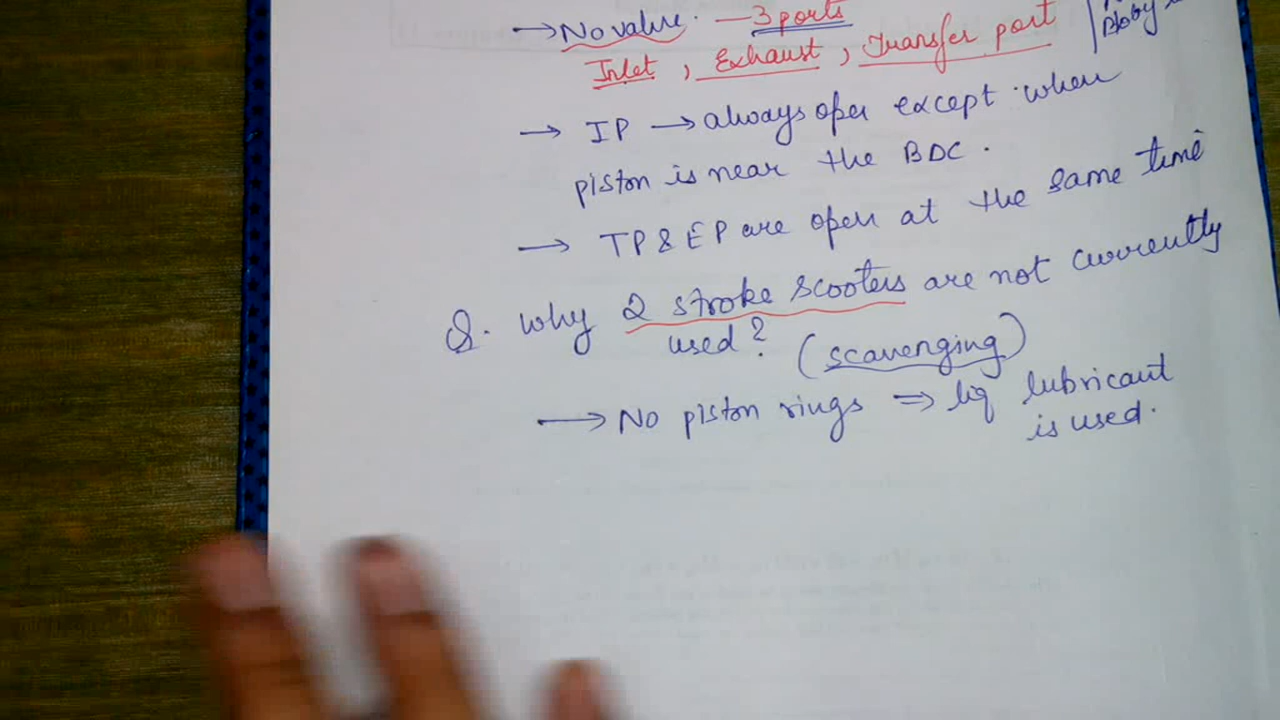 → No valve. — 3 ports
Inlet, Exhaust, Transfer port
→ IP → always open except when
piston is near the BDC.
→ TP & EP are open at the same time
Q. Why 2 stroke scooters are not currently
used? (scavenging)
→ No piston rings ⇒ liq lubricant
is used.